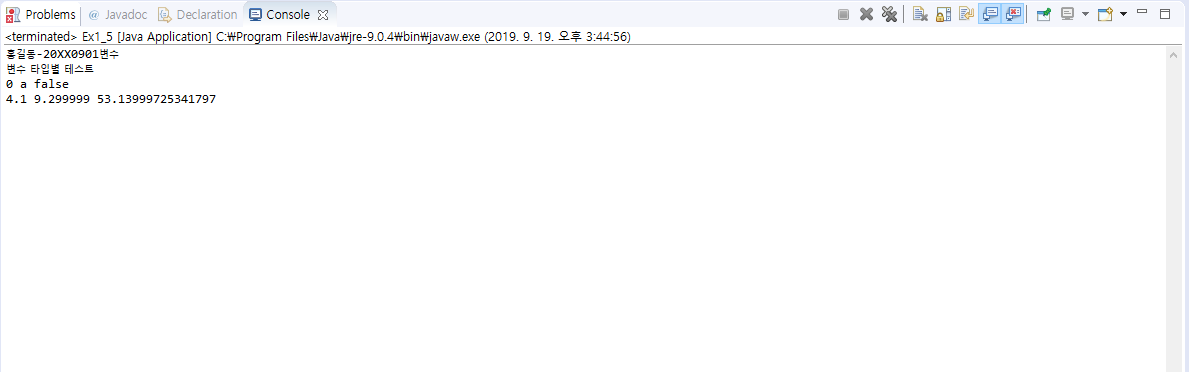 Problems @ Javadoc Declaration Console
<terminated> Ex1_5 [Java Application] C:₩Program Files₩Java₩jre-9.0.4₩bin₩javaw.exe (2019. 9. 19. 오후 3:44:56)
홍길동-20XX0901변수
변수 타입별 테스트
0 a false
4.1 9.299999 53.13999725341797